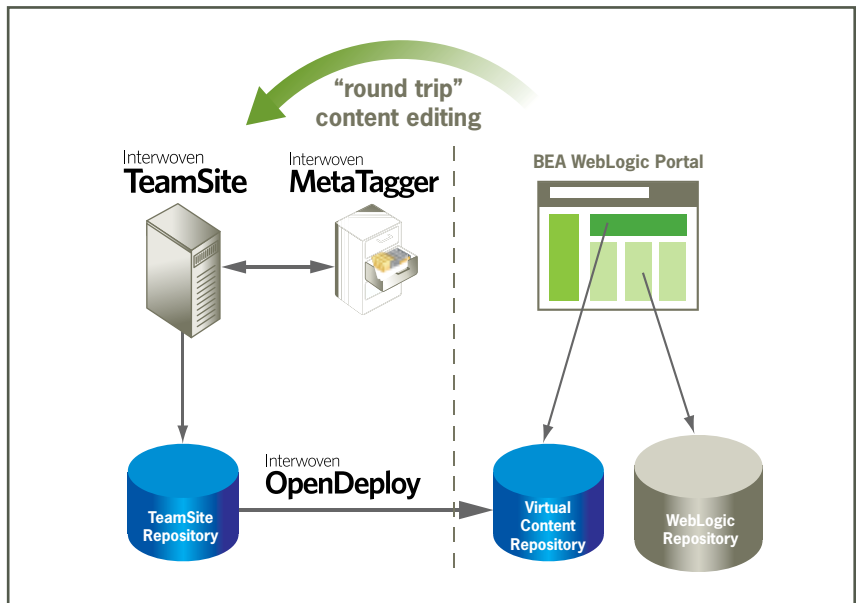 “round trip”
content editing
Interwoven
TeamSite
Interwoven
MetaTagger
BEA WebLogic Portal
Interwoven
OpenDeploy
TeamSite
Repository
Virtual
Content
Repository
WebLogic
Repository